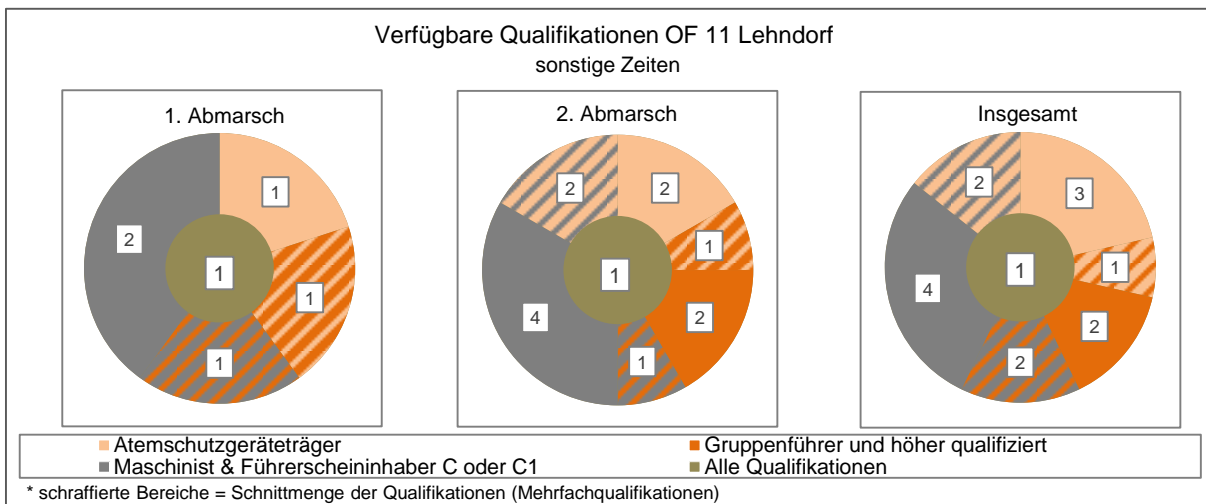 Verfügbare Qualifikationen OF 11 Lehndorf
sonstige Zeiten
1. Abmarsch
1
1
1
2
1
2. Abmarsch
2
1
2
1
4
2
1
Insgesamt
3
1
2
2
4
2
1
Atemschutzgeräteträger
Gruppenführer und höher qualifiziert
Maschinist & Führerscheininhaber C oder C1
Alle Qualifikationen
* schraffierte Bereiche = Schnittmenge der Qualifikationen (Mehrfachqualifikationen)